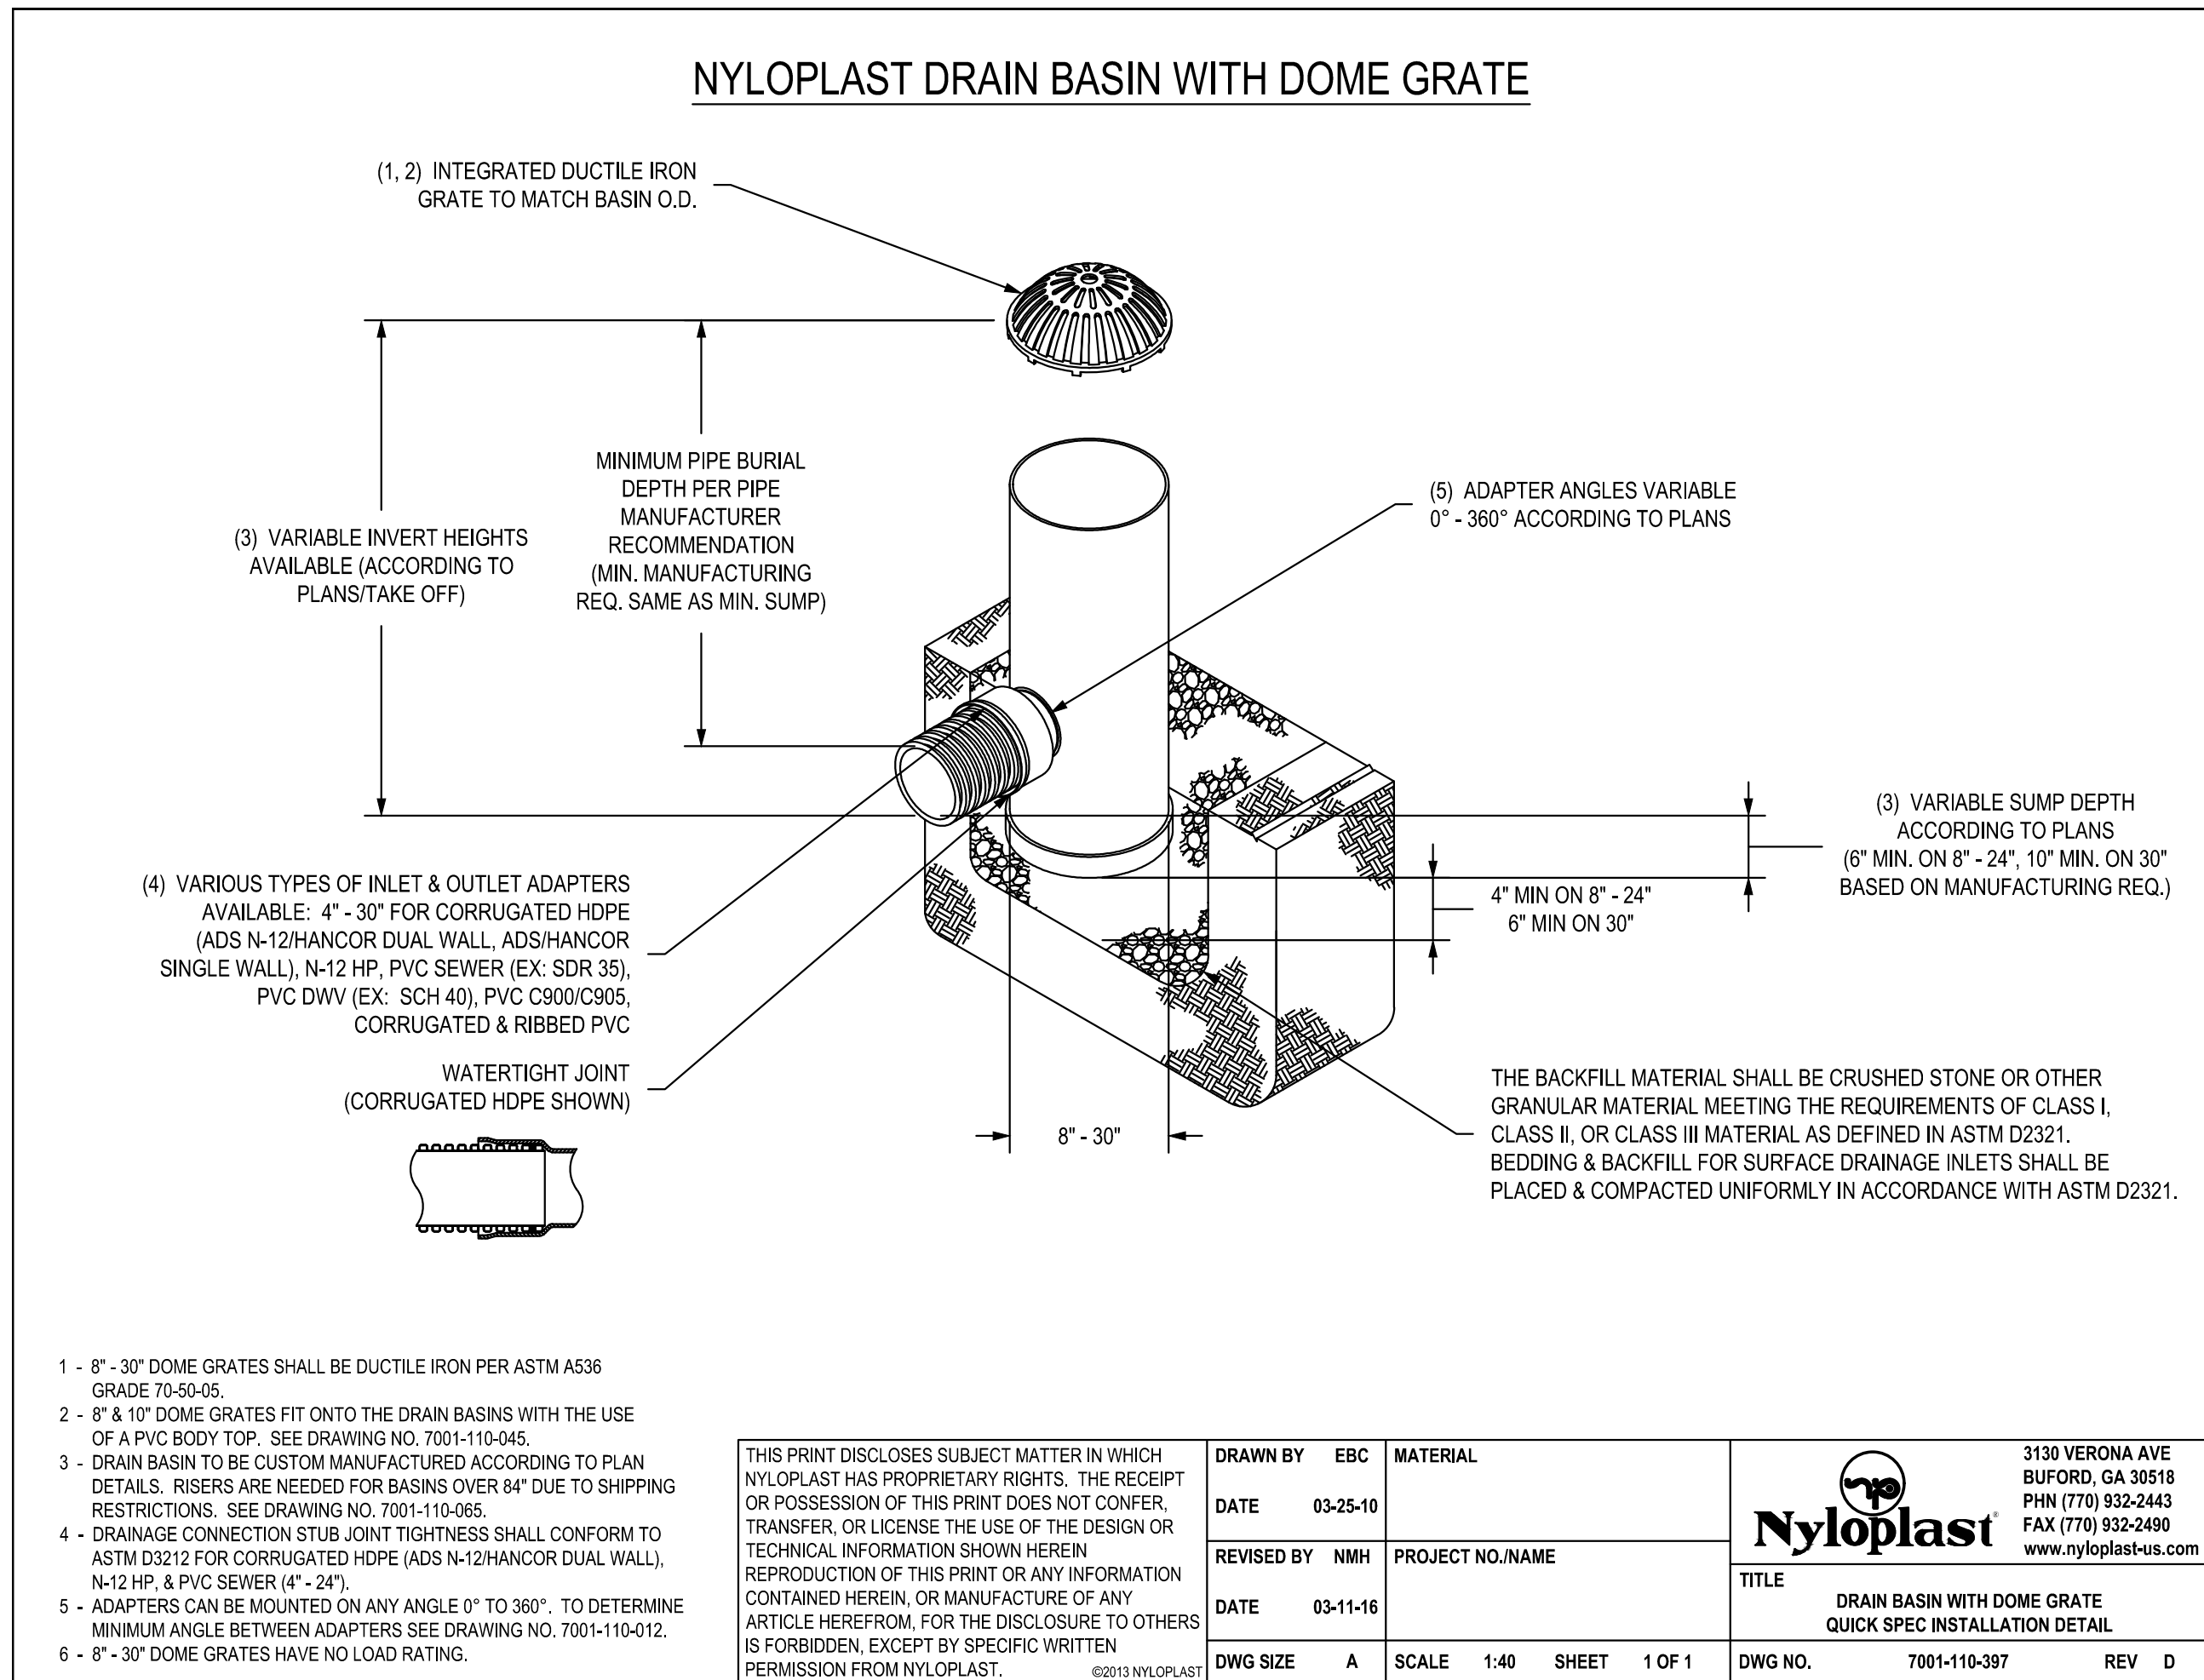 NYLOPLAST DRAIN BASIN WITH DOME GRATE
(1, 2) INTEGRATED DUCTILE IRON
GRATE TO MATCH BASIN O.D.
MINIMUM PIPE BURIAL
DEPTH PER PIPE
MANUFACTURER
RECOMMENDATION
(MIN. MANUFACTURING
REQ. SAME AS MIN. SUMP)
(3) VARIABLE INVERT HEIGHTS
AVAILABLE (ACCORDING TO
PLANS/TAKE OFF)
(5) ADAPTER ANGLES VARIABLE
0° - 360° ACCORDING TO PLANS
(3) VARIABLE SUMP DEPTH
ACCORDING TO PLANS
(6" MIN. ON 8" - 24", 10" MIN. ON 30"
BASED ON MANUFACTURING REQ.)
4" MIN ON 8" - 24"
6" MIN ON 30"
(4) VARIOUS TYPES OF INLET & OUTLET ADAPTERS
AVAILABLE: 4" - 30" FOR CORRUGATED HDPE
(ADS N-12/HANCOR DUAL WALL, ADS/HANCOR
SINGLE WALL), N-12 HP, PVC SEWER (EX: SDR 35),
PVC DWV (EX: SCH 40), PVC C900/C905,
CORRUGATED & RIBBED PVC
WATERTIGHT JOINT
(CORRUGATED HDPE SHOWN)
8" - 30"
THE BACKFILL MATERIAL SHALL BE CRUSHED STONE OR OTHER
GRANULAR MATERIAL MEETING THE REQUIREMENTS OF CLASS I,
CLASS II, OR CLASS III MATERIAL AS DEFINED IN ASTM D2321.
BEDDING & BACKFILL FOR SURFACE DRAINAGE INLETS SHALL BE
PLACED & COMPACTED UNIFORMLY IN ACCORDANCE WITH ASTM D2321.
1 - 8" - 30" DOME GRATES SHALL BE DUCTILE IRON PER ASTM A536
GRADE 70-50-05.
2 - 8" & 10" DOME GRATES FIT ONTO THE DRAIN BASINS WITH THE USE
OF A PVC BODY TOP. SEE DRAWING NO. 7001-110-045.
3 - DRAIN BASIN TO BE CUSTOM MANUFACTURED ACCORDING TO PLAN
DETAILS. RISERS ARE NEEDED FOR BASINS OVER 84" DUE TO SHIPPING
RESTRICTIONS. SEE DRAWING NO. 7001-110-065.
4 - DRAINAGE CONNECTION STUB JOINT TIGHTNESS SHALL CONFORM TO
ASTM D3212 FOR CORRUGATED HDPE (ADS N-12/HANCOR DUAL WALL),
N-12 HP, & PVC SEWER (4" - 24").
5 - ADAPTERS CAN BE MOUNTED ON ANY ANGLE 0° TO 360°. TO DETERMINE
MINIMUM ANGLE BETWEEN ADAPTERS SEE DRAWING NO. 7001-110-012.
6 - 8" - 30" DOME GRATES HAVE NO LOAD RATING.
THIS PRINT DISCLOSES SUBJECT MATTER IN WHICH
NYLOPLAST HAS PROPRIETARY RIGHTS. THE RECEIPT
OR POSSESSION OF THIS PRINT DOES NOT CONFER,
TRANSFER, OR LICENSE THE USE OF THE DESIGN OR
TECHNICAL INFORMATION SHOWN HEREIN
REPRODUCTION OF THIS PRINT OR ANY INFORMATION
CONTAINED HEREIN, OR MANUFACTURE OF ANY
ARTICLE HEREFROM, FOR THE DISCLOSURE TO OTHERS
IS FORBIDDEN, EXCEPT BY SPECIFIC WRITTEN
PERMISSION FROM NYLOPLAST. ©2013 NYLOPLAST
DRAWN BY EBC
DATE 03-25-10
REVISED BY NMH
DATE 03-11-16
DWG SIZE A
MATERIAL
PROJECT NO./NAME
SCALE 1:40 SHEET 1 OF 1
Nyloplast®
3130 VERONA AVE
BUFORD, GA 30518
PHN (770) 932-2443
FAX (770) 932-2490
www.nyloplast-us.com
TITLE
DRAIN BASIN WITH DOME GRATE
QUICK SPEC INSTALLATION DETAIL
DWG NO. 7001-110-397 REV D